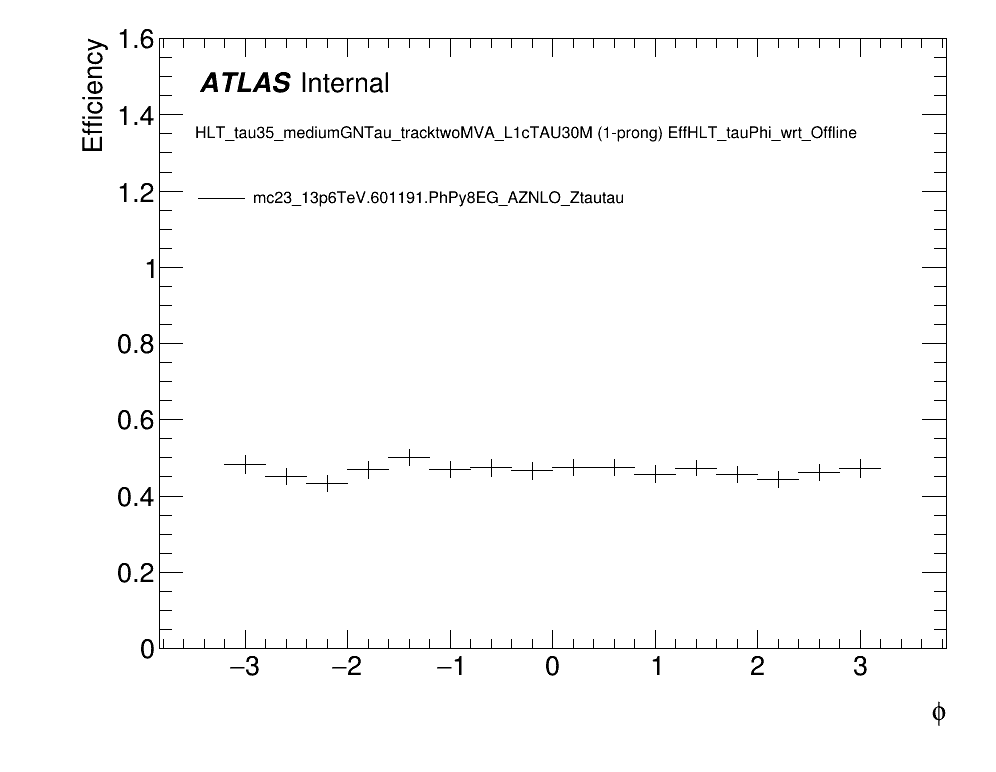 Efficiency
1.6
1.4
1.2
1
0.8
0.6
0.4
0.2
0
ATLAS Internal
HLT_tau35_mediumGNTau_tracktwoMVA_L1cTAU30M (1-prong) EffHLT_tauPhi_wrt_Offline
mc23_13p6TeV.601191.PhPy8EG_AZNLO_Ztautau
−3 −2 −1 0 1 2 3
ϕ